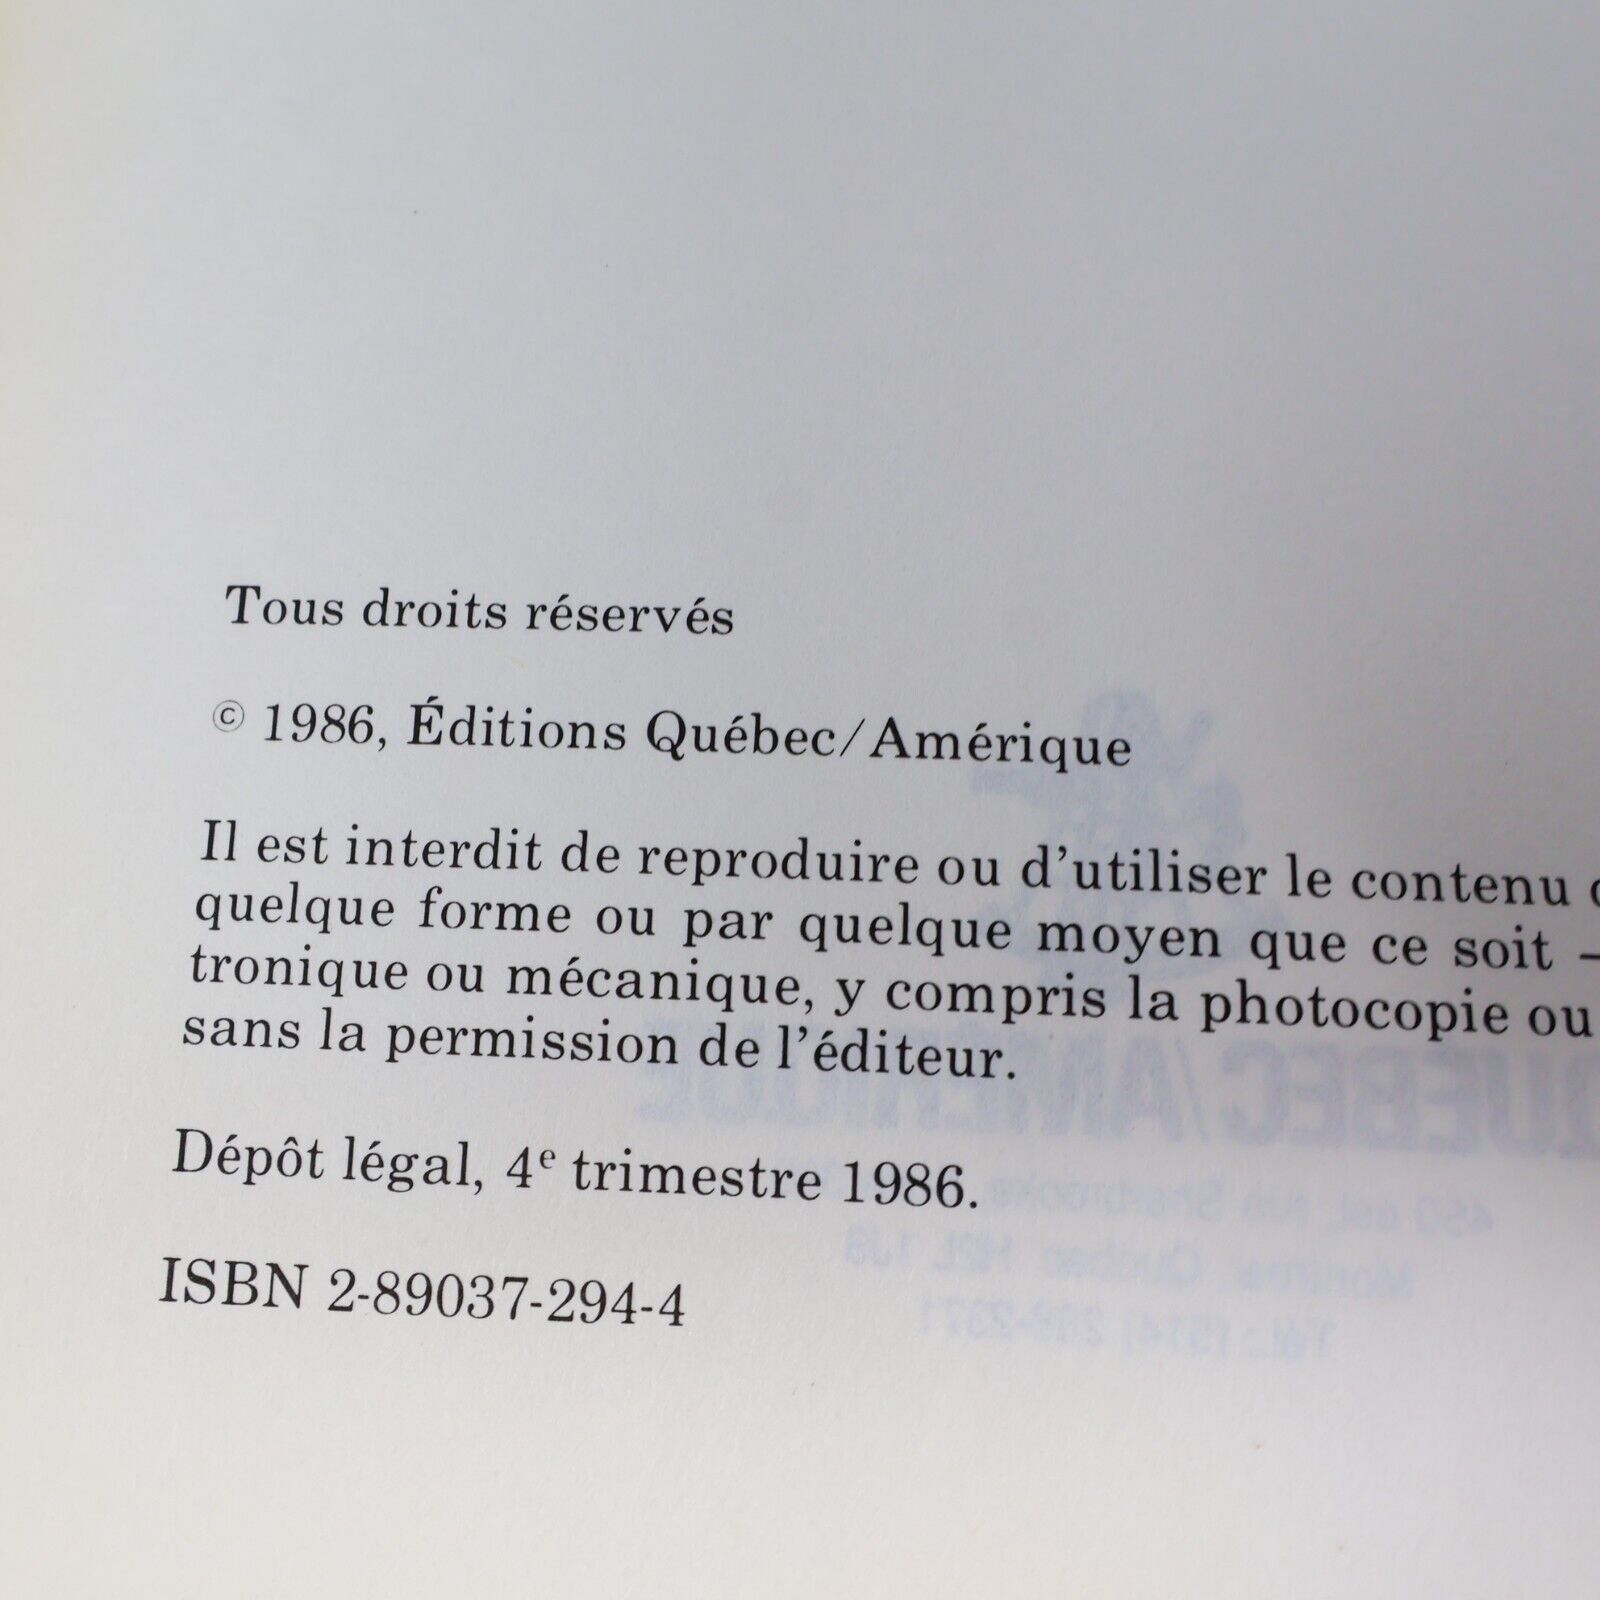 Tous droits réservés
© 1986, Éditions Québec/Amérique
Il est interdit de reproduire ou d'utiliser le contenu
quelque forme ou par quelque moyen que ce soit –
tronique ou mécanique, y compris la photocopie ou
sans la permission de l'éditeur.
Dépôt légal, 4e trimestre 1986.
ISBN 2-89037-294-4